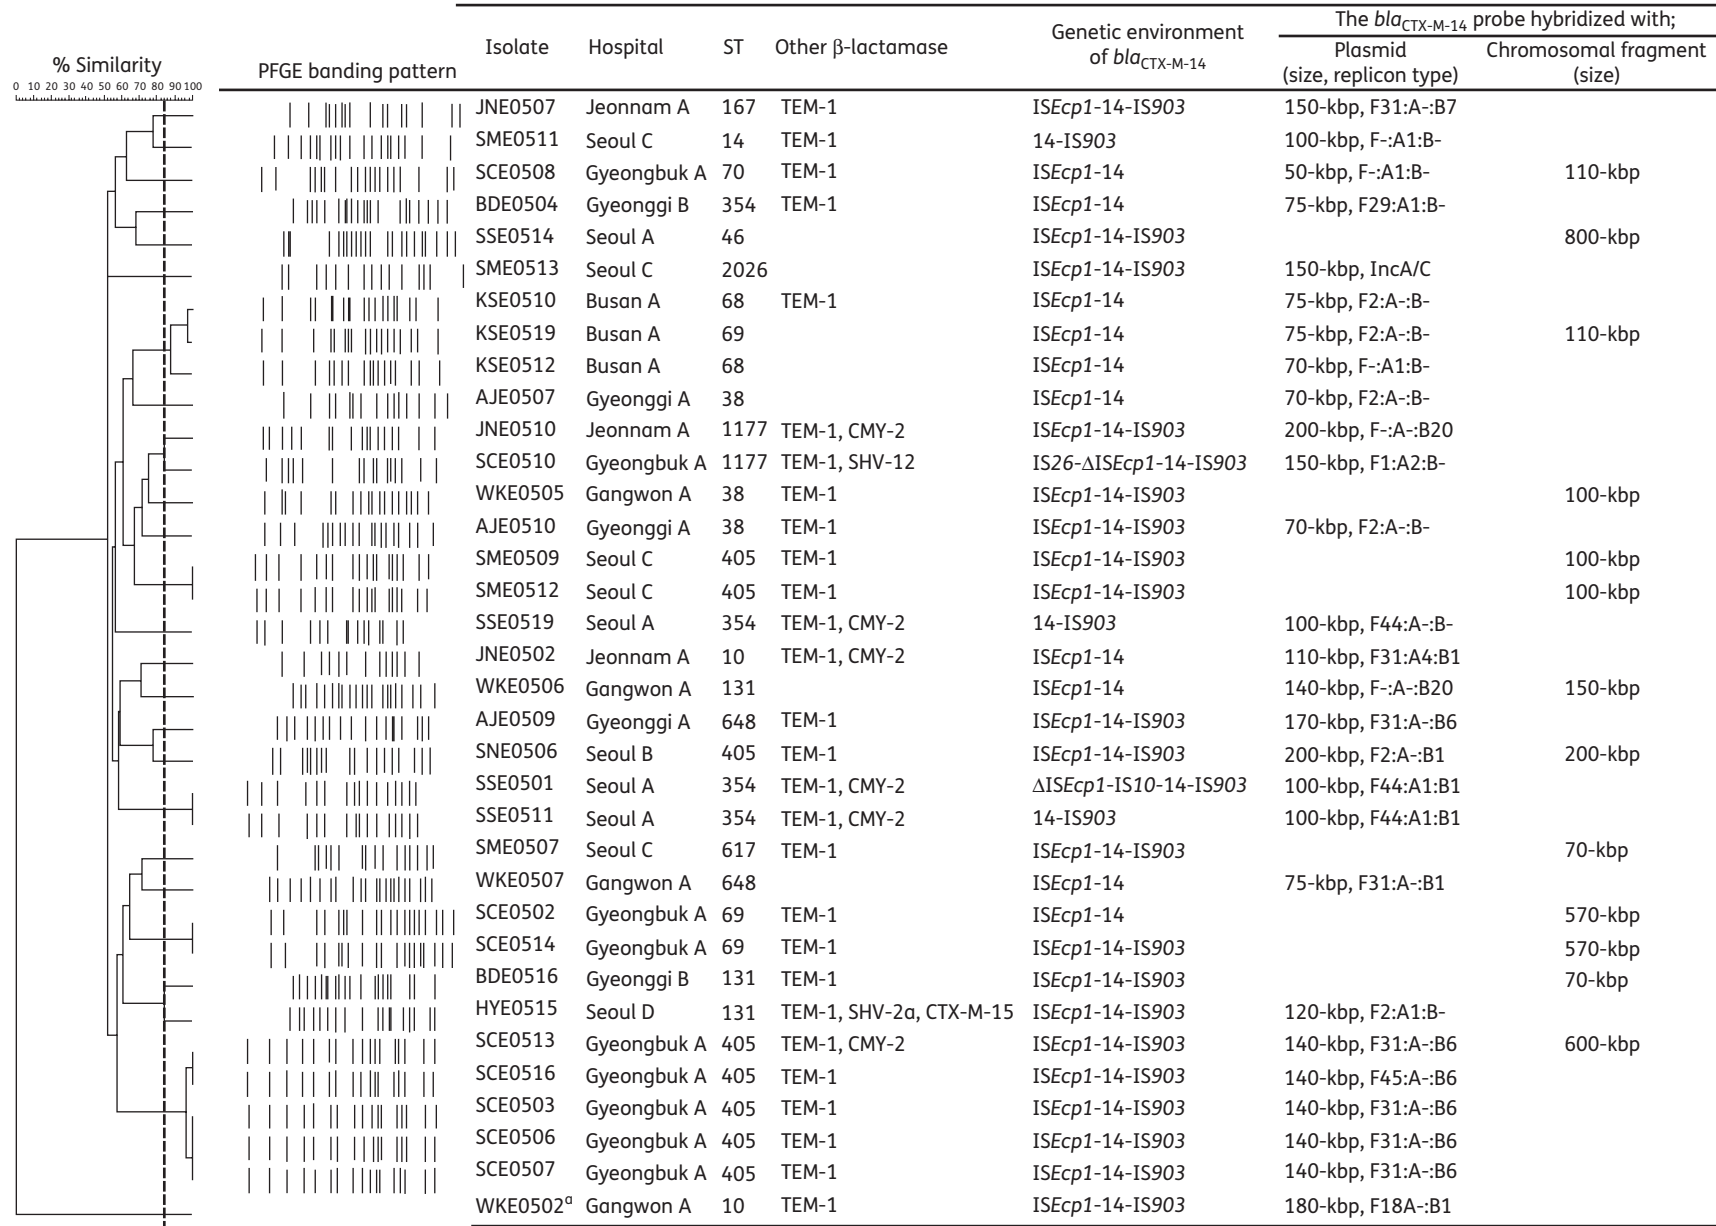 The blaCTX-M-14 probe hybridized with;
Isolate Hospital ST Other β-lactamase Genetic environment of blaCTX-M-14 Plasmid (size, replicon type) Chromosomal fragment (size)
% Similarity PFGE banding pattern
0 10 20 30 40 50 60 70 80 90 100
JNE0507 Jeonnam A 167 TEM-1 ISEcp1-14-IS903 150-kbp, F31:A-:B7
SME0511 Seoul C 14 TEM-1 14-IS903 100-kbp, F-:A1:B-
SCE0508 Gyeongbuk A 70 TEM-1 ISEcp1-14 50-kbp, F-:A1:B- 110-kbp
BDE0504 Gyeonggi B 354 TEM-1 ISEcp1-14 75-kbp, F29:A1:B-
SSE0514 Seoul A 46 ISEcp1-14-IS903 800-kbp
SME0513 Seoul C 2026 ISEcp1-14-IS903 150-kbp, IncA/C
KSE0510 Busan A 68 TEM-1 ISEcp1-14 75-kbp, F2:A-:B-
KSE0519 Busan A 69 ISEcp1-14 75-kbp, F2:A-:B- 110-kbp
KSE0512 Busan A 68 ISEcp1-14 70-kbp, F-:A1:B-
AJE0507 Gyeonggi A 38 ISEcp1-14 70-kbp, F2:A-:B-
JNE0510 Jeonnam A 1177 TEM-1, CMY-2 ISEcp1-14-IS903 200-kbp, F-:A-:B20
SCE0510 Gyeongbuk A 1177 TEM-1, SHV-12 IS26-ΔISEcp1-14-IS903 150-kbp, F1:A2:B-
WKE0505 Gangwon A 38 TEM-1 ISEcp1-14-IS903 100-kbp
AJE0510 Gyeonggi A 38 TEM-1 ISEcp1-14-IS903 70-kbp, F2:A-:B-
SME0509 Seoul C 405 TEM-1 ISEcp1-14-IS903 100-kbp
SME0512 Seoul C 405 TEM-1 ISEcp1-14-IS903 100-kbp
SSE0519 Seoul A 354 TEM-1, CMY-2 14-IS903 100-kbp, F44:A-:B-
JNE0502 Jeonnam A 10 TEM-1, CMY-2 ISEcp1-14 110-kbp, F31:A4:B1
WKE0506 Gangwon A 131 ISEcp1-14 140-kbp, F-:A-:B20 150-kbp
AJE0509 Gyeonggi A 648 TEM-1 ISEcp1-14-IS903 170-kbp, F31:A-:B6
SNE0506 Seoul B 405 TEM-1 ISEcp1-14-IS903 200-kbp, F2:A-:B1 200-kbp
SSE0501 Seoul A 354 TEM-1, CMY-2 ΔISEcp1-IS10-14-IS903 100-kbp, F44:A1:B1
SSE0511 Seoul A 354 TEM-1, CMY-2 14-IS903 100-kbp, F44:A1:B1
SME0507 Seoul C 617 TEM-1 ISEcp1-14-IS903 70-kbp
WKE0507 Gangwon A 648 ISEcp1-14 75-kbp, F31:A-:B1
SCE0502 Gyeongbuk A 69 TEM-1 ISEcp1-14 570-kbp
SCE0514 Gyeongbuk A 69 TEM-1 ISEcp1-14-IS903 570-kbp
BDE0516 Gyeonggi B 131 TEM-1 ISEcp1-14-IS903 70-kbp
HYE0515 Seoul D 131 TEM-1, SHV-2a, CTX-M-15 ISEcp1-14-IS903 120-kbp, F2:A1:B-
SCE0513 Gyeongbuk A 405 TEM-1, CMY-2 ISEcp1-14-IS903 140-kbp, F31:A-:B6 600-kbp
SCE0516 Gyeongbuk A 405 TEM-1 ISEcp1-14-IS903 140-kbp, F45:A-:B6
SCE0503 Gyeongbuk A 405 TEM-1 ISEcp1-14-IS903 140-kbp, F31:A-:B6
SCE0506 Gyeongbuk A 405 TEM-1 ISEcp1-14-IS903 140-kbp, F31:A-:B6
SCE0507 Gyeongbuk A 405 TEM-1 ISEcp1-14-IS903 140-kbp, F31:A-:B6
WKE0502a Gangwon A 10 TEM-1 ISEcp1-14-IS903 180-kbp, F18A-:B1